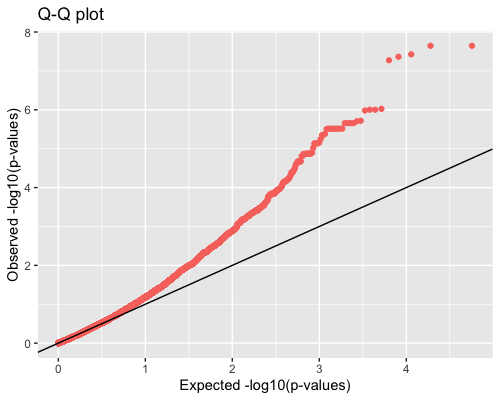 Q-Q plot
Observed -log10(p-values)
8
6
4
2
0
0 1 2 3 4
Expected -log10(p-values)